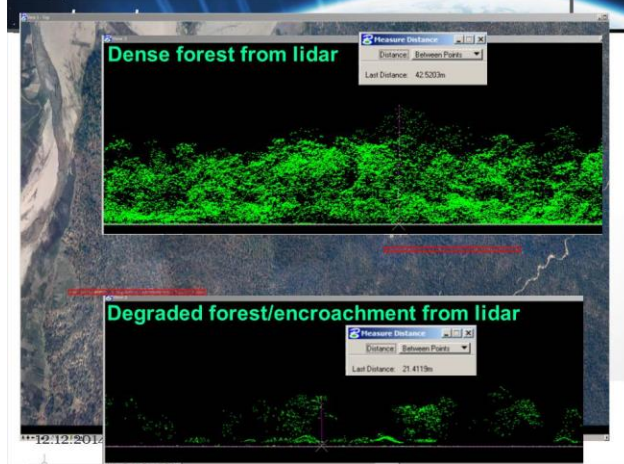 Dense forest from lidar
Measure Distance
Distance: Between Points
Last Distance: 42.5203m
Degraded forest/encroachment from lidar
Measure Distance
Distance: Between Points
Last Distance: 21.4119m
12.12.2014